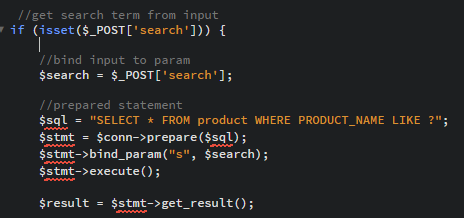 //get search term from input
if (isset($_POST['search'])) {
//bind input to param
$search = $_POST['search'];
//prepared statement
$sql = "SELECT * FROM product WHERE PRODUCT_NAME LIKE ?";
$stmt = $conn->prepare($sql);
$stmt->bind_param("s", $search);
$stmt->execute();
$result = $stmt->get_result();